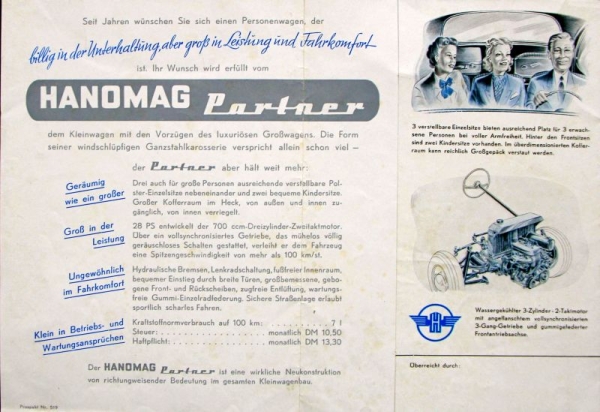 Seit Jahren wünschen Sie sich einen Personenwagen, der
billig in der Unterhaltung, aber groß in Leistung und Fahrkomfort
ist. Ihr Wunsch wird erfüllt vom
HANOMAG Partner
dem Kleinwagen mit den Vorzügen des luxuriösen Großwagens. Die Form
seiner windschlüpfigen Ganzstahlkarosserie verspricht allein schon viel —
der Partner aber hält weit mehr:
Geräumig
wie ein großer
Drei auch für große Personen ausreichende verstellbare Pol-
ster-Einzelsitze nebeneinander und zwei bequeme Kindersitze.
Großer Kofferraum im Heck, von außen und innen zu-
gänglich, von innen verriegelt.
Groß in der
Leistung
28 PS entwickelt der 700 ccm-Dreizylinder-Zweitaktmotor.
Über ein vollsynchronisiertes Getriebe, das mühelos völlig
geräuschloses Schalten gestattet, verleiht er dem Fahrzeug
eine Spitzengeschwindigkeit von mehr als 100 km/st.
Ungewöhnlich
im Fahrkomfort
Hydraulische Bremsen, Lenkradschaltung, fußfreier Innenraum,
bequemer Einstieg durch breite Türen, großbemessene, gebo-
gene Front- und Rückscheiben, zugfreie Entlüftung, wartungs-
freie Gummi-Einzelradfederung. Sichere Straßenlage erlaubt
sportlich scharfes Fahren.
Klein in Betriebs- und
Wartungsansprüchen
Kraftstoffnormverbrauch auf 100 km: . . . . . . . . 7 l
Steuer: . . . . . . . . . . . . monatlich DM 10,50
Haftpflicht: . . . . . . . . . . monatlich DM 13,30
Der HANOMAG Partner ist eine wirkliche Neukonstruktion
von richtungweisender Bedeutung im gesamten Kleinwagenbau.
Prospekt Nr.
3 verstellbare Einzelsitze bieten ausreichend Platz für 3 erwach-
sene Personen bei voller Armfreiheit. Hinter den Frontsitzen
sind zwei Kindersitze vorhanden. Im überdimensionierten Koffer-
raum kann reichlich Großgepäck verstaut werden.
Wassergekühlter 3-Zylinder-2-Taktmotor
mit angeflanschtem vollsynchronisierten
3-Gang-Getriebe und gummigefederter
Frontantriebsachse.
Überreicht durch: